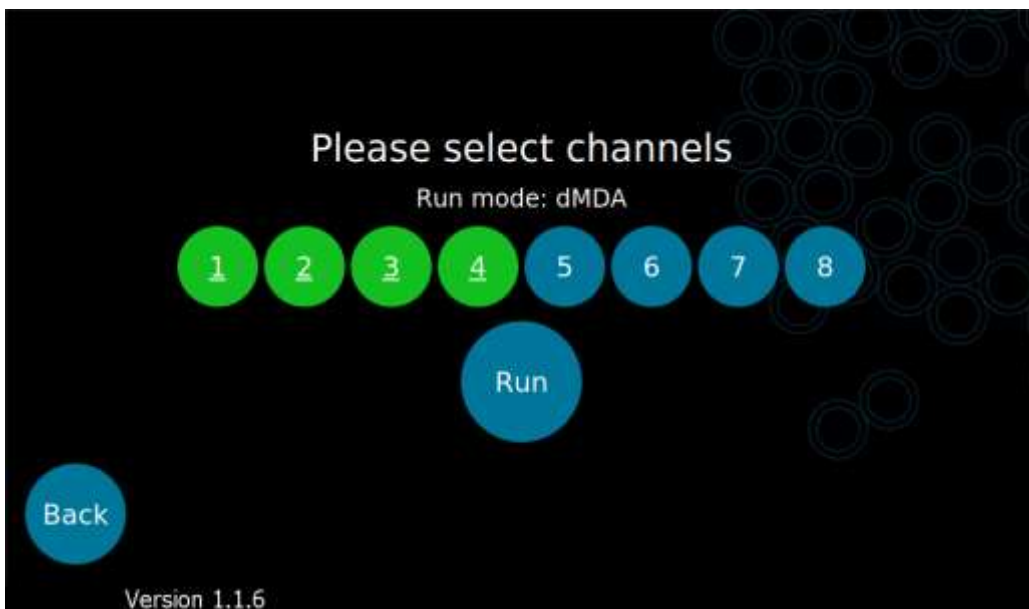 Please select channels
Run mode: dMDA
1 2 3 4 5 6 7 8
Run
Back
Version 1.1.6